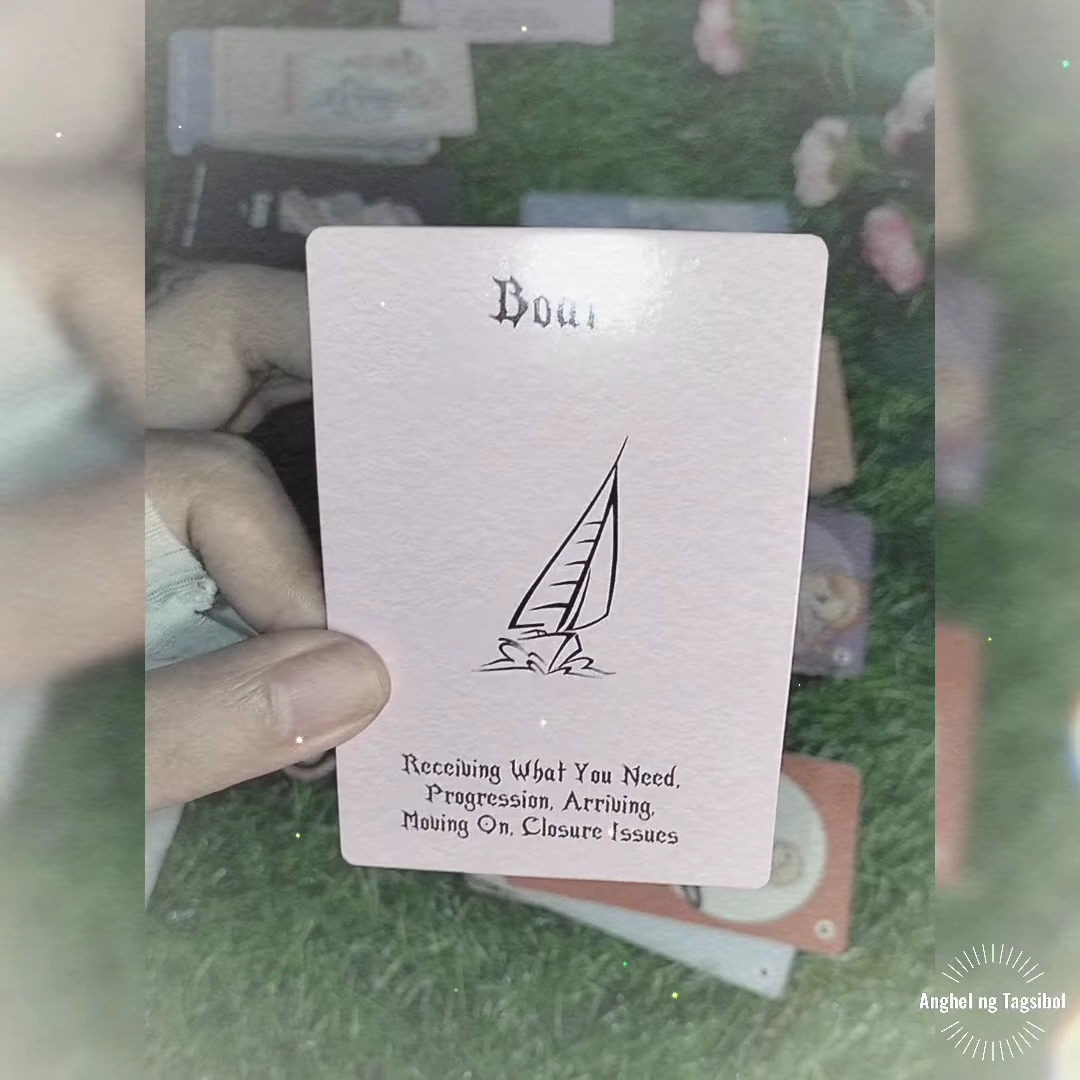 Receiving What You Need,
Progression, Arriving,
Moving On, Closure Issues
Anghel ng Tagsibol